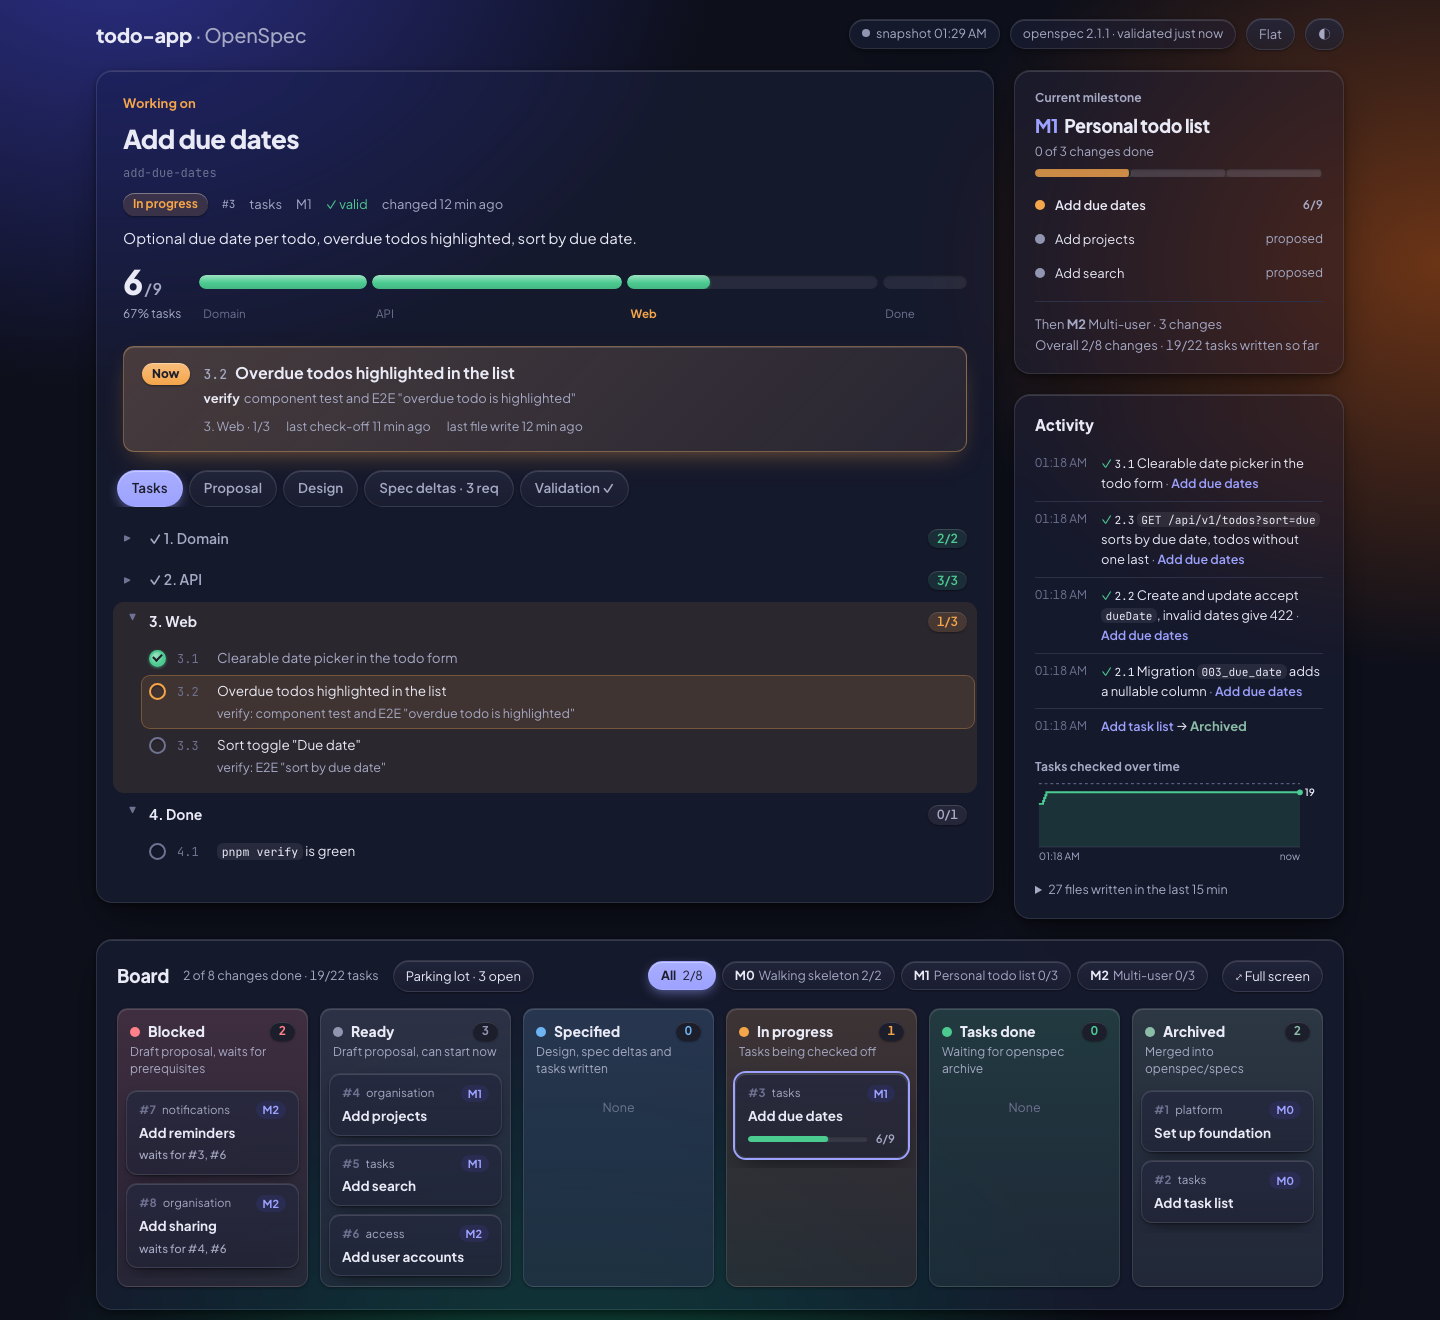 todo-app · OpenSpec
snapshot 01:29 AM
openspec 2.1.1 · validated just now
Flat
Working on
Add due dates
add-due-dates
In progress #3 tasks M1 ✓ valid changed 12 min ago
Optional due date per todo, overdue todos highlighted, sort by due date.
6/9
67% tasks
Domain API Web Done
Now 3.2 Overdue todos highlighted in the list
verify component test and E2E "overdue todo is highlighted"
3. Web · 1/3 last check-off 11 min ago last file write 12 min ago
Tasks Proposal Design Spec deltas · 3 req Validation ✓
✓ 1. Domain 2/2
✓ 2. API 3/3
3. Web 1/3
3.1 Clearable date picker in the todo form
3.2 Overdue todos highlighted in the list
verify: component test and E2E "overdue todo is highlighted"
3.3 Sort toggle "Due date"
verify: E2E "sort by due date"
4. Done 0/1
4.1 pnpm verify is green
Current milestone
M1 Personal todo list
0 of 3 changes done
Add due dates 6/9
Add projects proposed
Add search proposed
Then M2 Multi-user · 3 changes
Overall 2/8 changes · 19/22 tasks written so far
Activity
01:18 AM ✓ 3.1 Clearable date picker in the
todo form · Add due dates
01:18 AM ✓ 2.3 GET /api/v1/todos?sort=due
sorts by due date, todos without
one last · Add due dates
01:18 AM ✓ 2.2 Create and update accept
dueDate, invalid dates give 422 ·
Add due dates
01:18 AM ✓ 2.1 Migration 003_due_date adds
a nullable column · Add due dates
01:18 AM Add task list → Archived
Tasks checked over time
19
01:18 AM now
27 files written in the last 15 min
Board 2 of 8 changes done · 19/22 tasks Parking lot · 3 open
All 2/8 M0 Walking skeleton 2/2 M1 Personal todo list 0/3 M2 Multi-user 0/3 Full screen
Blocked 2
Draft proposal, waits for
prerequisites
#7 notifications M2
Add reminders
waits for #3, #6
#8 organisation M2
Add sharing
waits for #4, #6
Ready 3
Draft proposal, can start now
#4 organisation M1
Add projects
#5 tasks M1
Add search
#6 access M2
Add user accounts
Specified 0
Design, spec deltas and
tasks written
None
In progress 1
Tasks being checked off
#3 tasks M1
Add due dates
6/9
Tasks done 0
Waiting for openspec
archive
None
Archived 2
Merged into
openspec/specs
#1 platform M0
Set up foundation
#2 tasks M0
Add task list